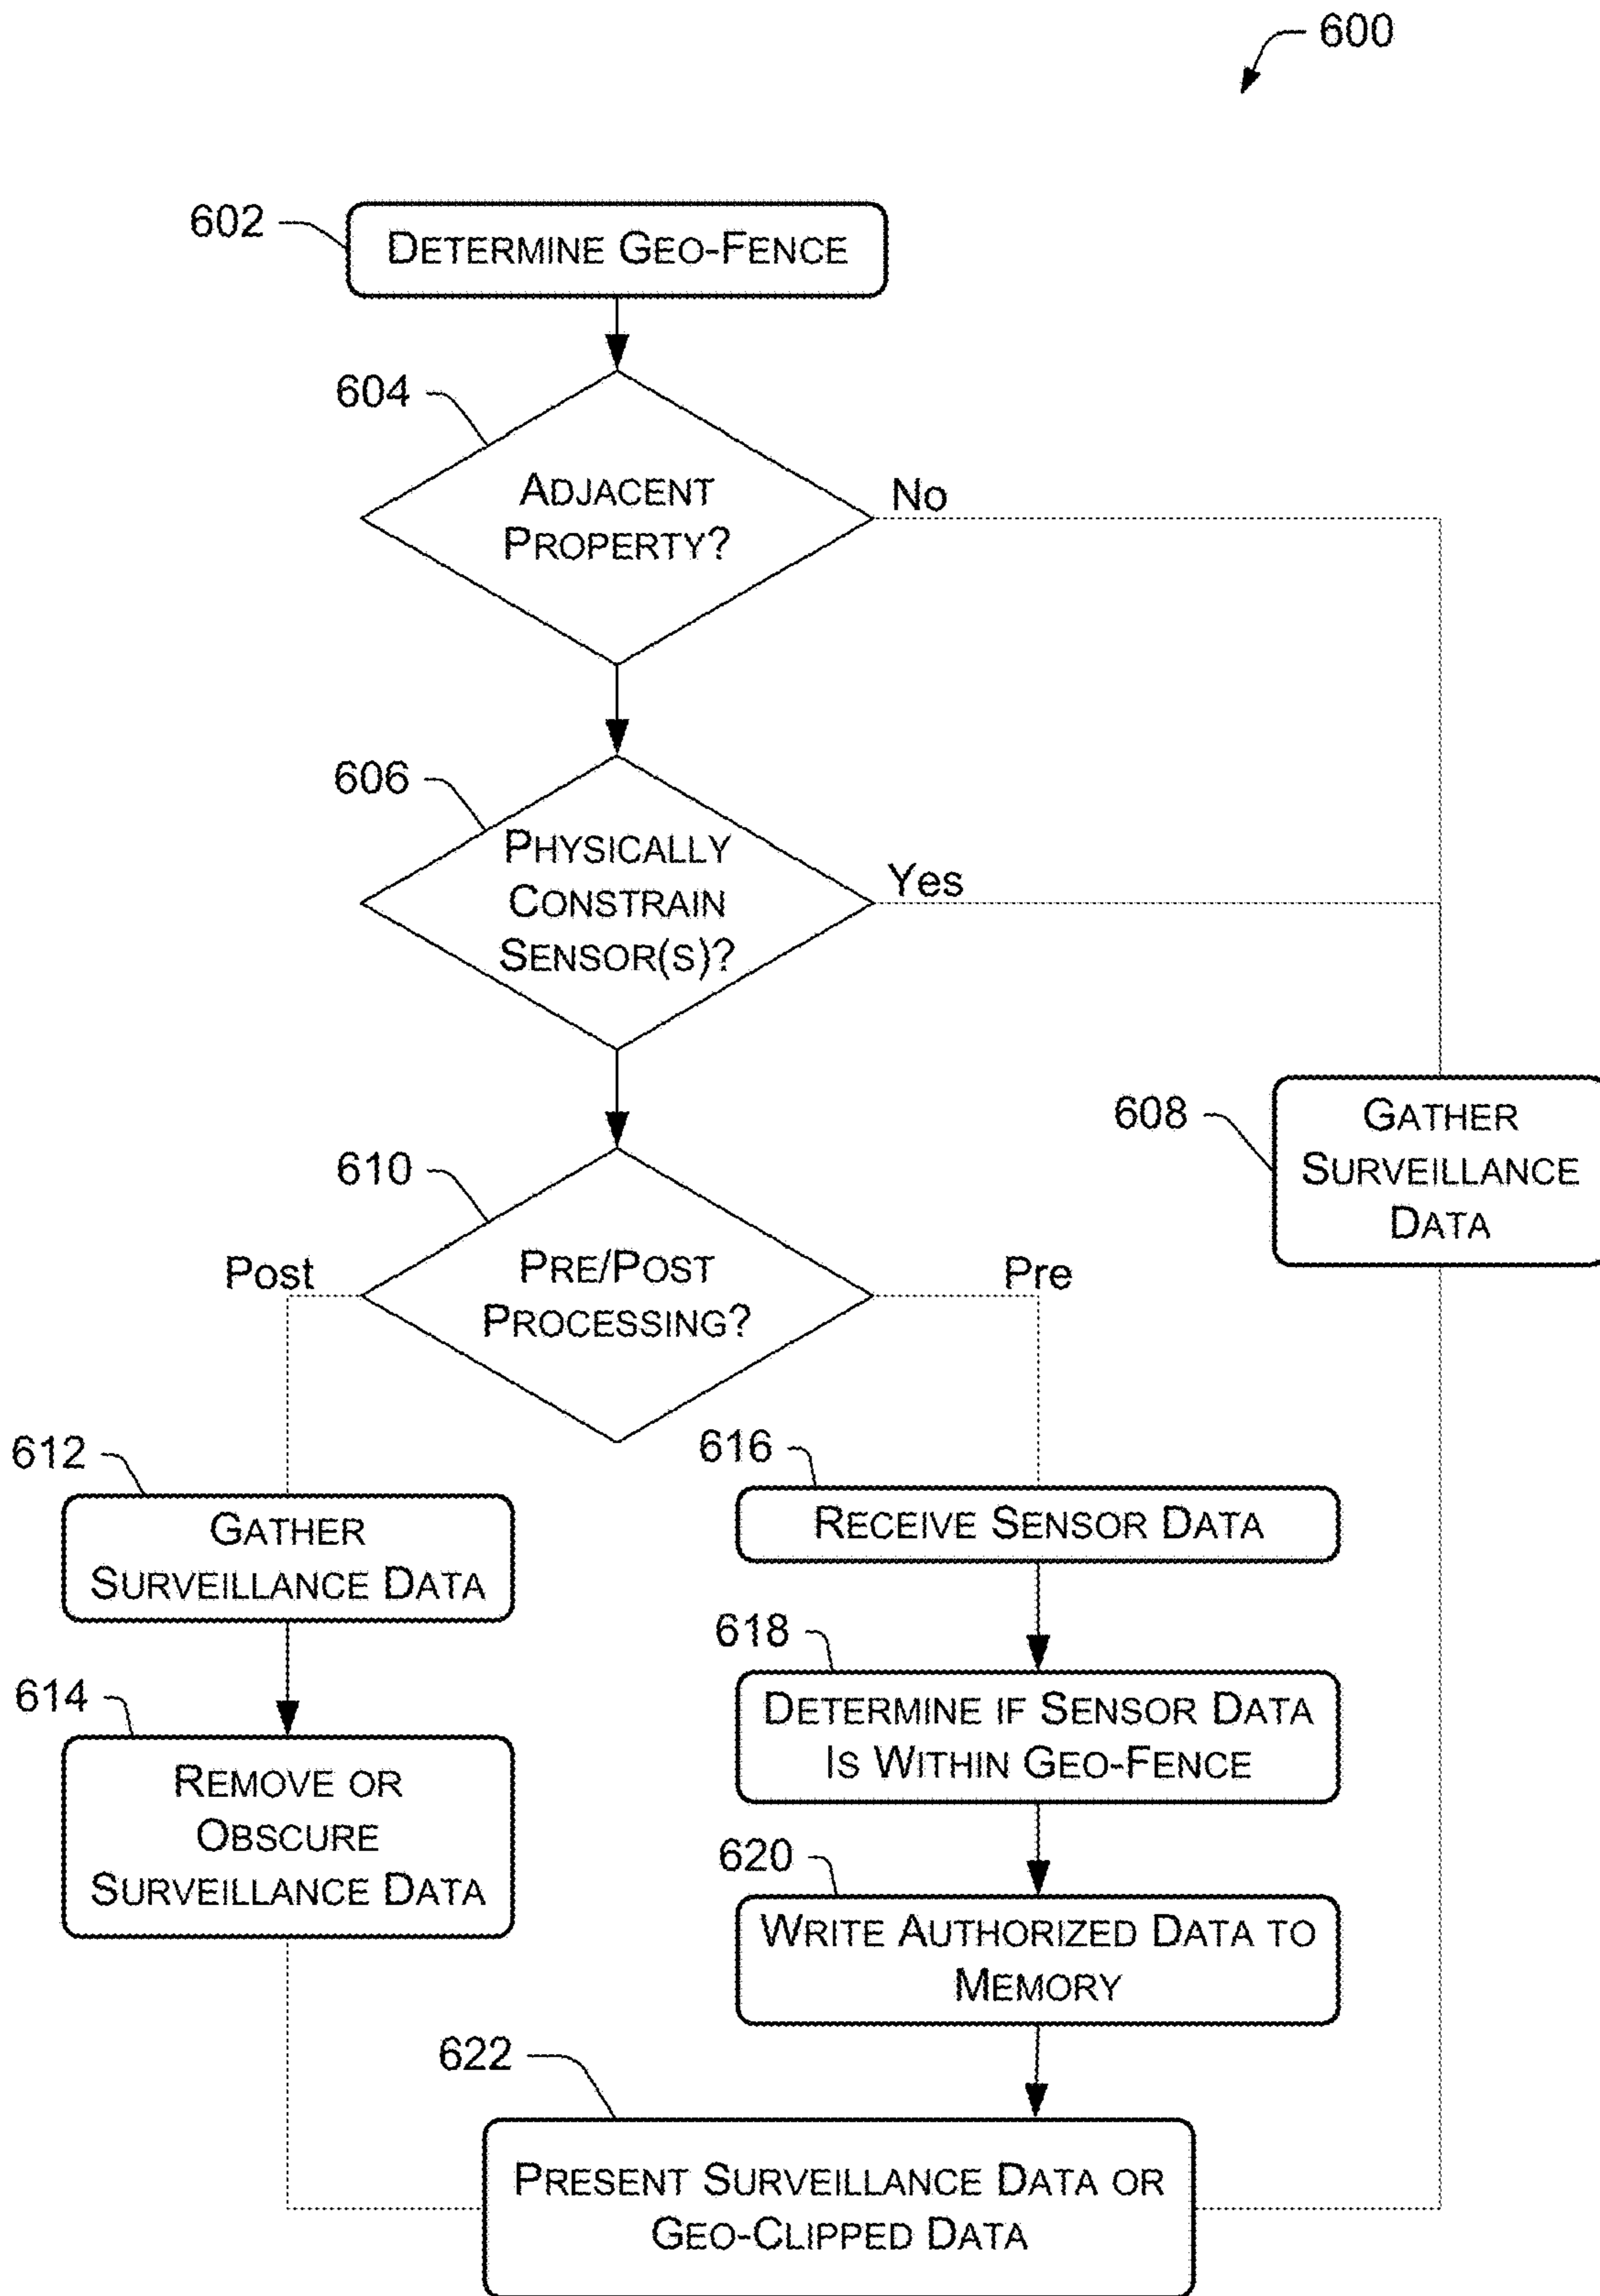 600
602
DETERMINE GEO-FENCE
604
ADJACENT
PROPERTY?
No
606
PHYSICALLY
CONSTRAIN
SENSOR(S)?
Yes
608
GATHER
SURVEILLANCE
DATA
610
PRE/POST
PROCESSING?
Post
Pre
612
GATHER
SURVEILLANCE DATA
614
REMOVE OR
OBSCURE
SURVEILLANCE DATA
616
RECEIVE SENSOR DATA
618
DETERMINE IF SENSOR DATA
IS WITHIN GEO-FENCE
620
WRITE AUTHORIZED DATA TO
MEMORY
622
PRESENT SURVEILLANCE DATA OR
GEO-CLIPPED DATA